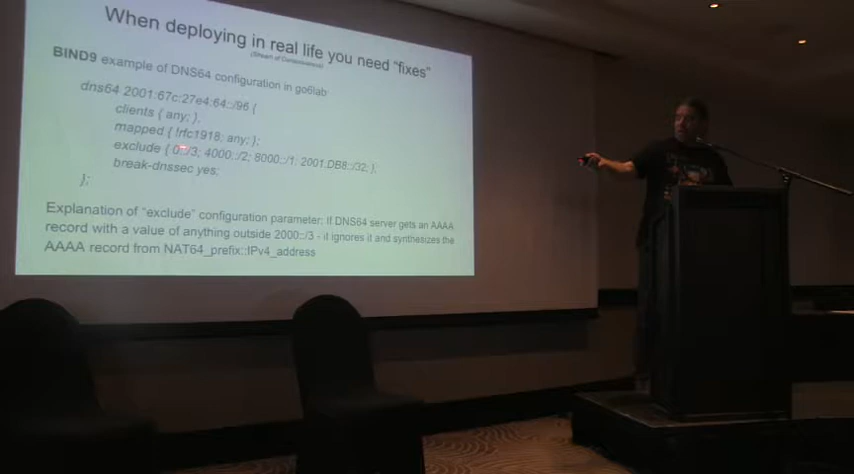 When deploying in real life you need "fixes"
(Stream of Consciousness)
BIND9 example of DNS64 configuration in go6lab
dns64 2001:67c:27e4:64::/96 {
clients { any; };
mapped { !rfc1918; any; };
exclude { 0::/3; 4000::/2; 8000::/1; 2001:DB8::/32; };
break-dnssec yes;
};
Explanation of "exclude" configuration parameter: If DNS64 server gets an AAAA
record with a value of anything outside 2000::/3 - it ignores it and synthesizes the
AAAA record from NAT64_prefix::IPv4_address